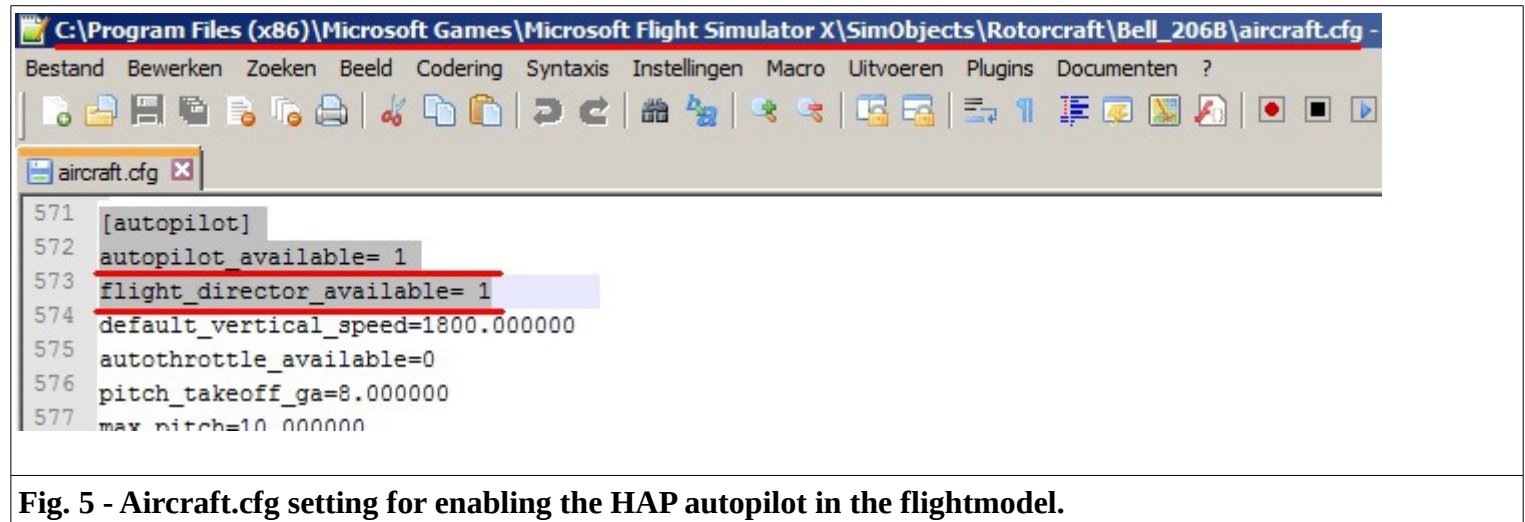 C:\Program Files (x86)\Microsoft Games\Microsoft Flight Simulator X\SimObjects\Rotorcraft\Bell_206B\aircraft.cfg -
Bestand Bewerken Zoeken Beeld Codering Syntaxis Instellingen Macro Uitvoeren Plugins Documenten ?
aircraft.cfg
571 [autopilot]
572 autopilot_available= 1
573 flight_director_available= 1
574 default_vertical_speed=1800.000000
575 autothrottle_available=0
576 pitch_takeoff_ga=8.000000
577 max_pitch=10.000000
Fig. 5 - Aircraft.cfg setting for enabling the HAP autopilot in the flightmodel.